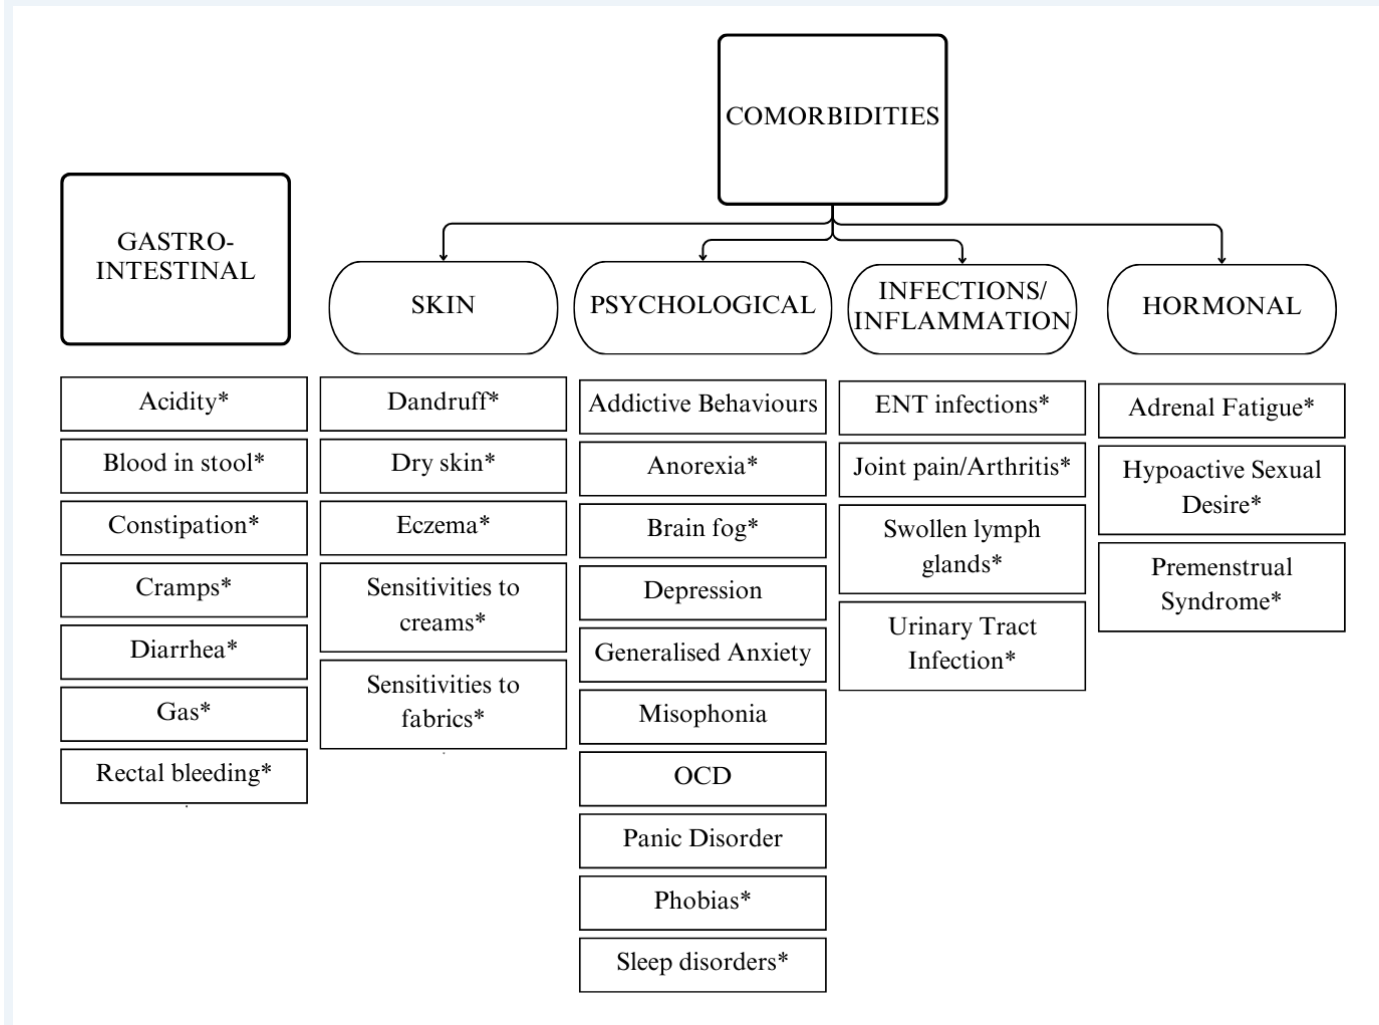 COMORBIDITIES
GASTRO-
INTESTINAL
Acidity*
Blood in stool*
Constipation*
Cramps*
Diarrhea*
Gas*
Rectal bleeding*
SKIN
Dandruff*
Dry skin*
Eczema*
Sensitivities to
creams*
Sensitivities to
fabrics*
PSYCHOLOGICAL
Addictive Behaviours
Anorexia*
Brain fog*
Depression
Generalised Anxiety
Misophonia
OCD
Panic Disorder
Phobias*
Sleep disorders*
INFECTIONS/
INFLAMMATION
ENT infections*
Joint pain/Arthritis*
Swollen lymph
glands*
Urinary Tract
Infection*
HORMONAL
Adrenal Fatigue*
Hypoactive Sexual
Desire*
Premenstrual
Syndrome*